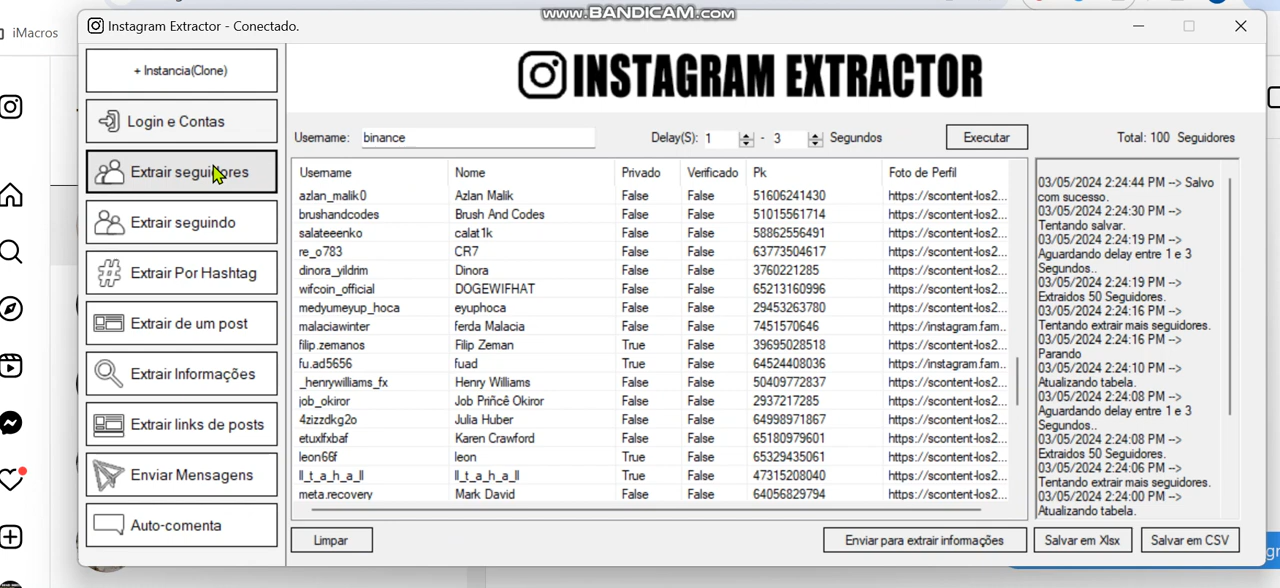 www.BANDICAM.com
iMacros
Instagram Extractor - Conectado.
+ Instancia(Clone)
Login e Contas
Extrair seguidores
Extrair seguindo
Extrair Por Hashtag
Extrair de um post
Extrair Informações
Extrair links de posts
Enviar Mensagens
Auto-comenta
INSTAGRAM EXTRACTOR
Username: binance Delay(S): 1 - 3 Segundos Executar Total: 100 Seguidores
Username Nome Privado Verificado Pk Foto de Perfil
azlan_malik0 Azlan Malik False False 51606241430 https://scontent-los2...
brushandcodes Brush And Codes False False 51015561714 https://scontent-los2...
salateeenko calat1k False False 58862556491 https://scontent-los2...
re_o783 CR7 False False 63773504617 https://scontent-los2...
dinora_yildrim Dinora False False 3760221285 https://scontent-los2...
wifcoin_official DOGEWIFHAT False False 65213160996 https://scontent-los2...
medyumeyup_hoca eyuphoca False False 29453263780 https://scontent-los2...
malaciawinter ferda Malacia False False 7451570646 https://instagram.fam...
filip.zemanos Filip Zeman True False 39695028518 https://scontent-los2...
fu.ad5656 fuad True False 64524408036 https://instagram.fam...
_henrywilliams_fx Henry Williams False False 50409772837 https://scontent-los2...
job_okiror Job Priñcê Okiror False False 2937217285 https://scontent-los2...
4zizzdkg2o Julia Huber False False 64998971867 https://scontent-los2...
etuxlfxbaf Karen Crawford False False 65180979601 https://scontent-los2...
leon66f leon True False 65329435061 https://scontent-los2...
ll_t_a_h_a_ll ll_t_a_h_a_ll True False 47315208040 https://scontent-los2...
meta.recovery Mark David False False 64056829794 https://scontent-los2...
03/05/2024 2:24:44 PM --> Salvo
com sucesso.
03/05/2024 2:24:30 PM -->
Tentando salvar.
03/05/2024 2:24:19 PM -->
Aguardando delay entre 1 e 3
Segundos..
03/05/2024 2:24:19 PM -->
Extraidos 50 Seguidores.
03/05/2024 2:24:16 PM -->
Tentando extrair mais seguidores.
03/05/2024 2:24:16 PM -->
Parando
03/05/2024 2:24:10 PM -->
Atualizando tabela.
03/05/2024 2:24:08 PM -->
Aguardando delay entre 1 e 3
Segundos..
03/05/2024 2:24:08 PM -->
Extraidos 50 Seguidores.
03/05/2024 2:24:06 PM -->
Tentando extrair mais seguidores.
03/05/2024 2:24:00 PM -->
Atualizando tabela.
Limpar Enviar para extrair informações Salvar em Xlsx Salvar em CSV